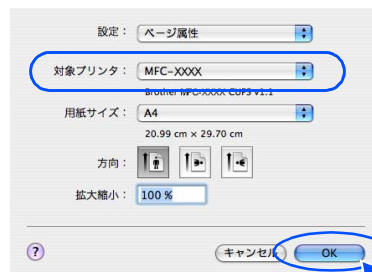 設定： ページ属性
対象プリンタ： MFC-XXXX
Brother MFC-XXXX CUPS v1.1
用紙サイズ： A4
20.99 cm × 29.70 cm
方向：
拡大縮小： 100 %
? キャンセル OK